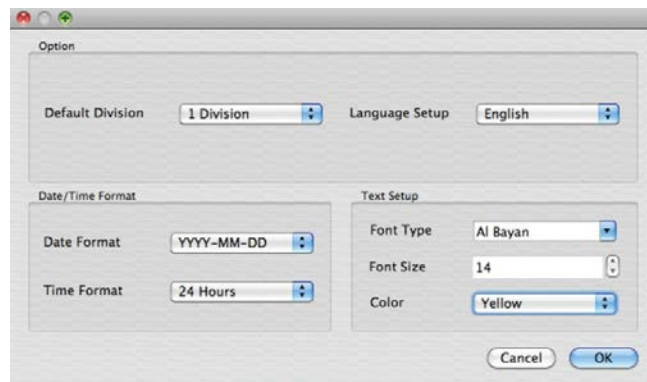 Option
Default Division 1 Division Language Setup English
Date/Time Format Text Setup
Date Format YYYY-MM-DD Font Type Al Bayan
Font Size 14
Time Format 24 Hours Color Yellow
Cancel OK